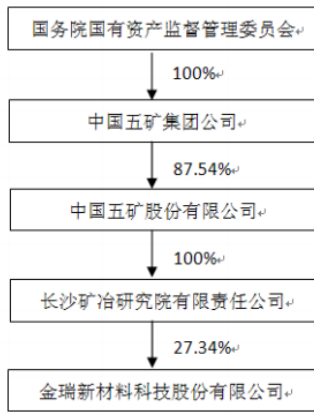 国务院国有资产监督管理委员会
100%
中国五矿集团公司
87.54%
中国五矿股份有限公司
100%
长沙矿冶研究院有限责任公司
27.34%
金瑞新材料科技股份有限公司